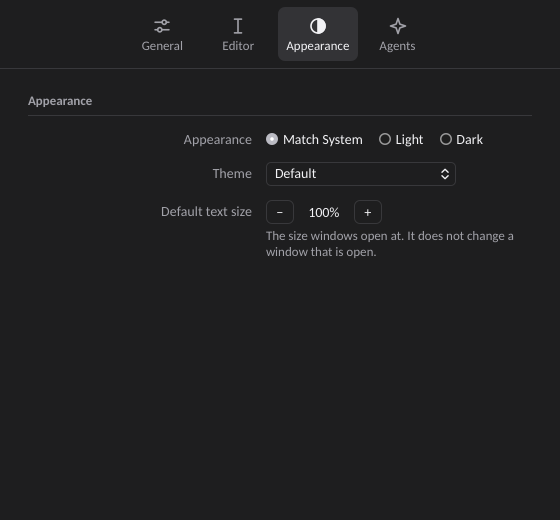 General
Editor
Appearance
Agents
Appearance
Appearance
Match System
Light
Dark
Theme
Default
Default text size
−
100%
+
The size windows open at. It does not change a
window that is open.